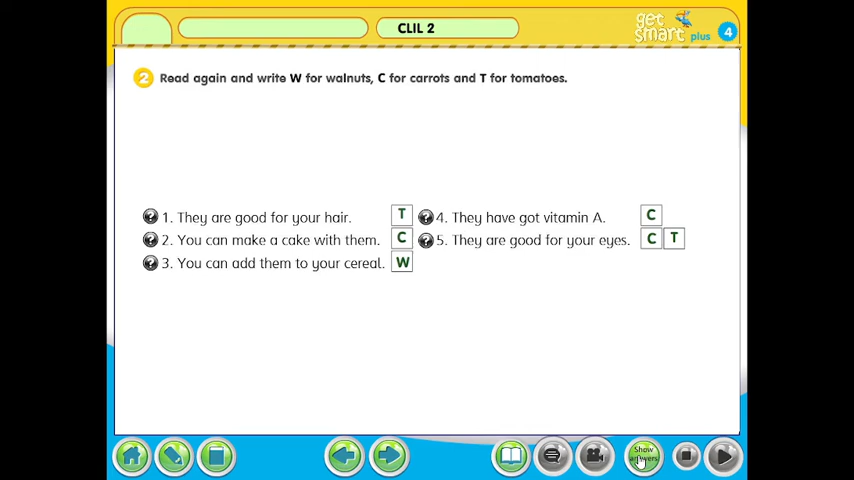 CLIL 2
get smart plus 4
2 Read again and write W for walnuts, C for carrots and T for tomatoes.
1. They are good for your hair. T
2. You can make a cake with them. C
3. You can add them to your cereal. W
4. They have got vitamin A. C
5. They are good for your eyes. C T
Show
answers